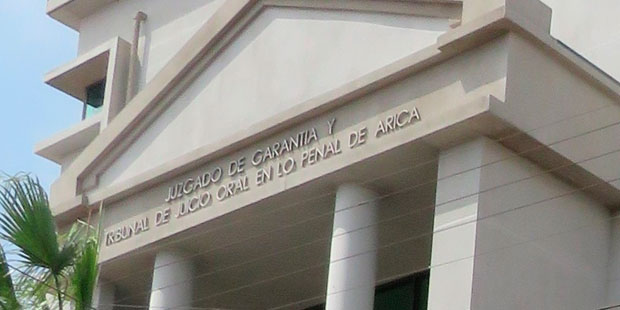 JUZGADO DE GARANTIA Y
TRIBUNAL DE JUICIO ORAL EN LO PENAL DE ARICA